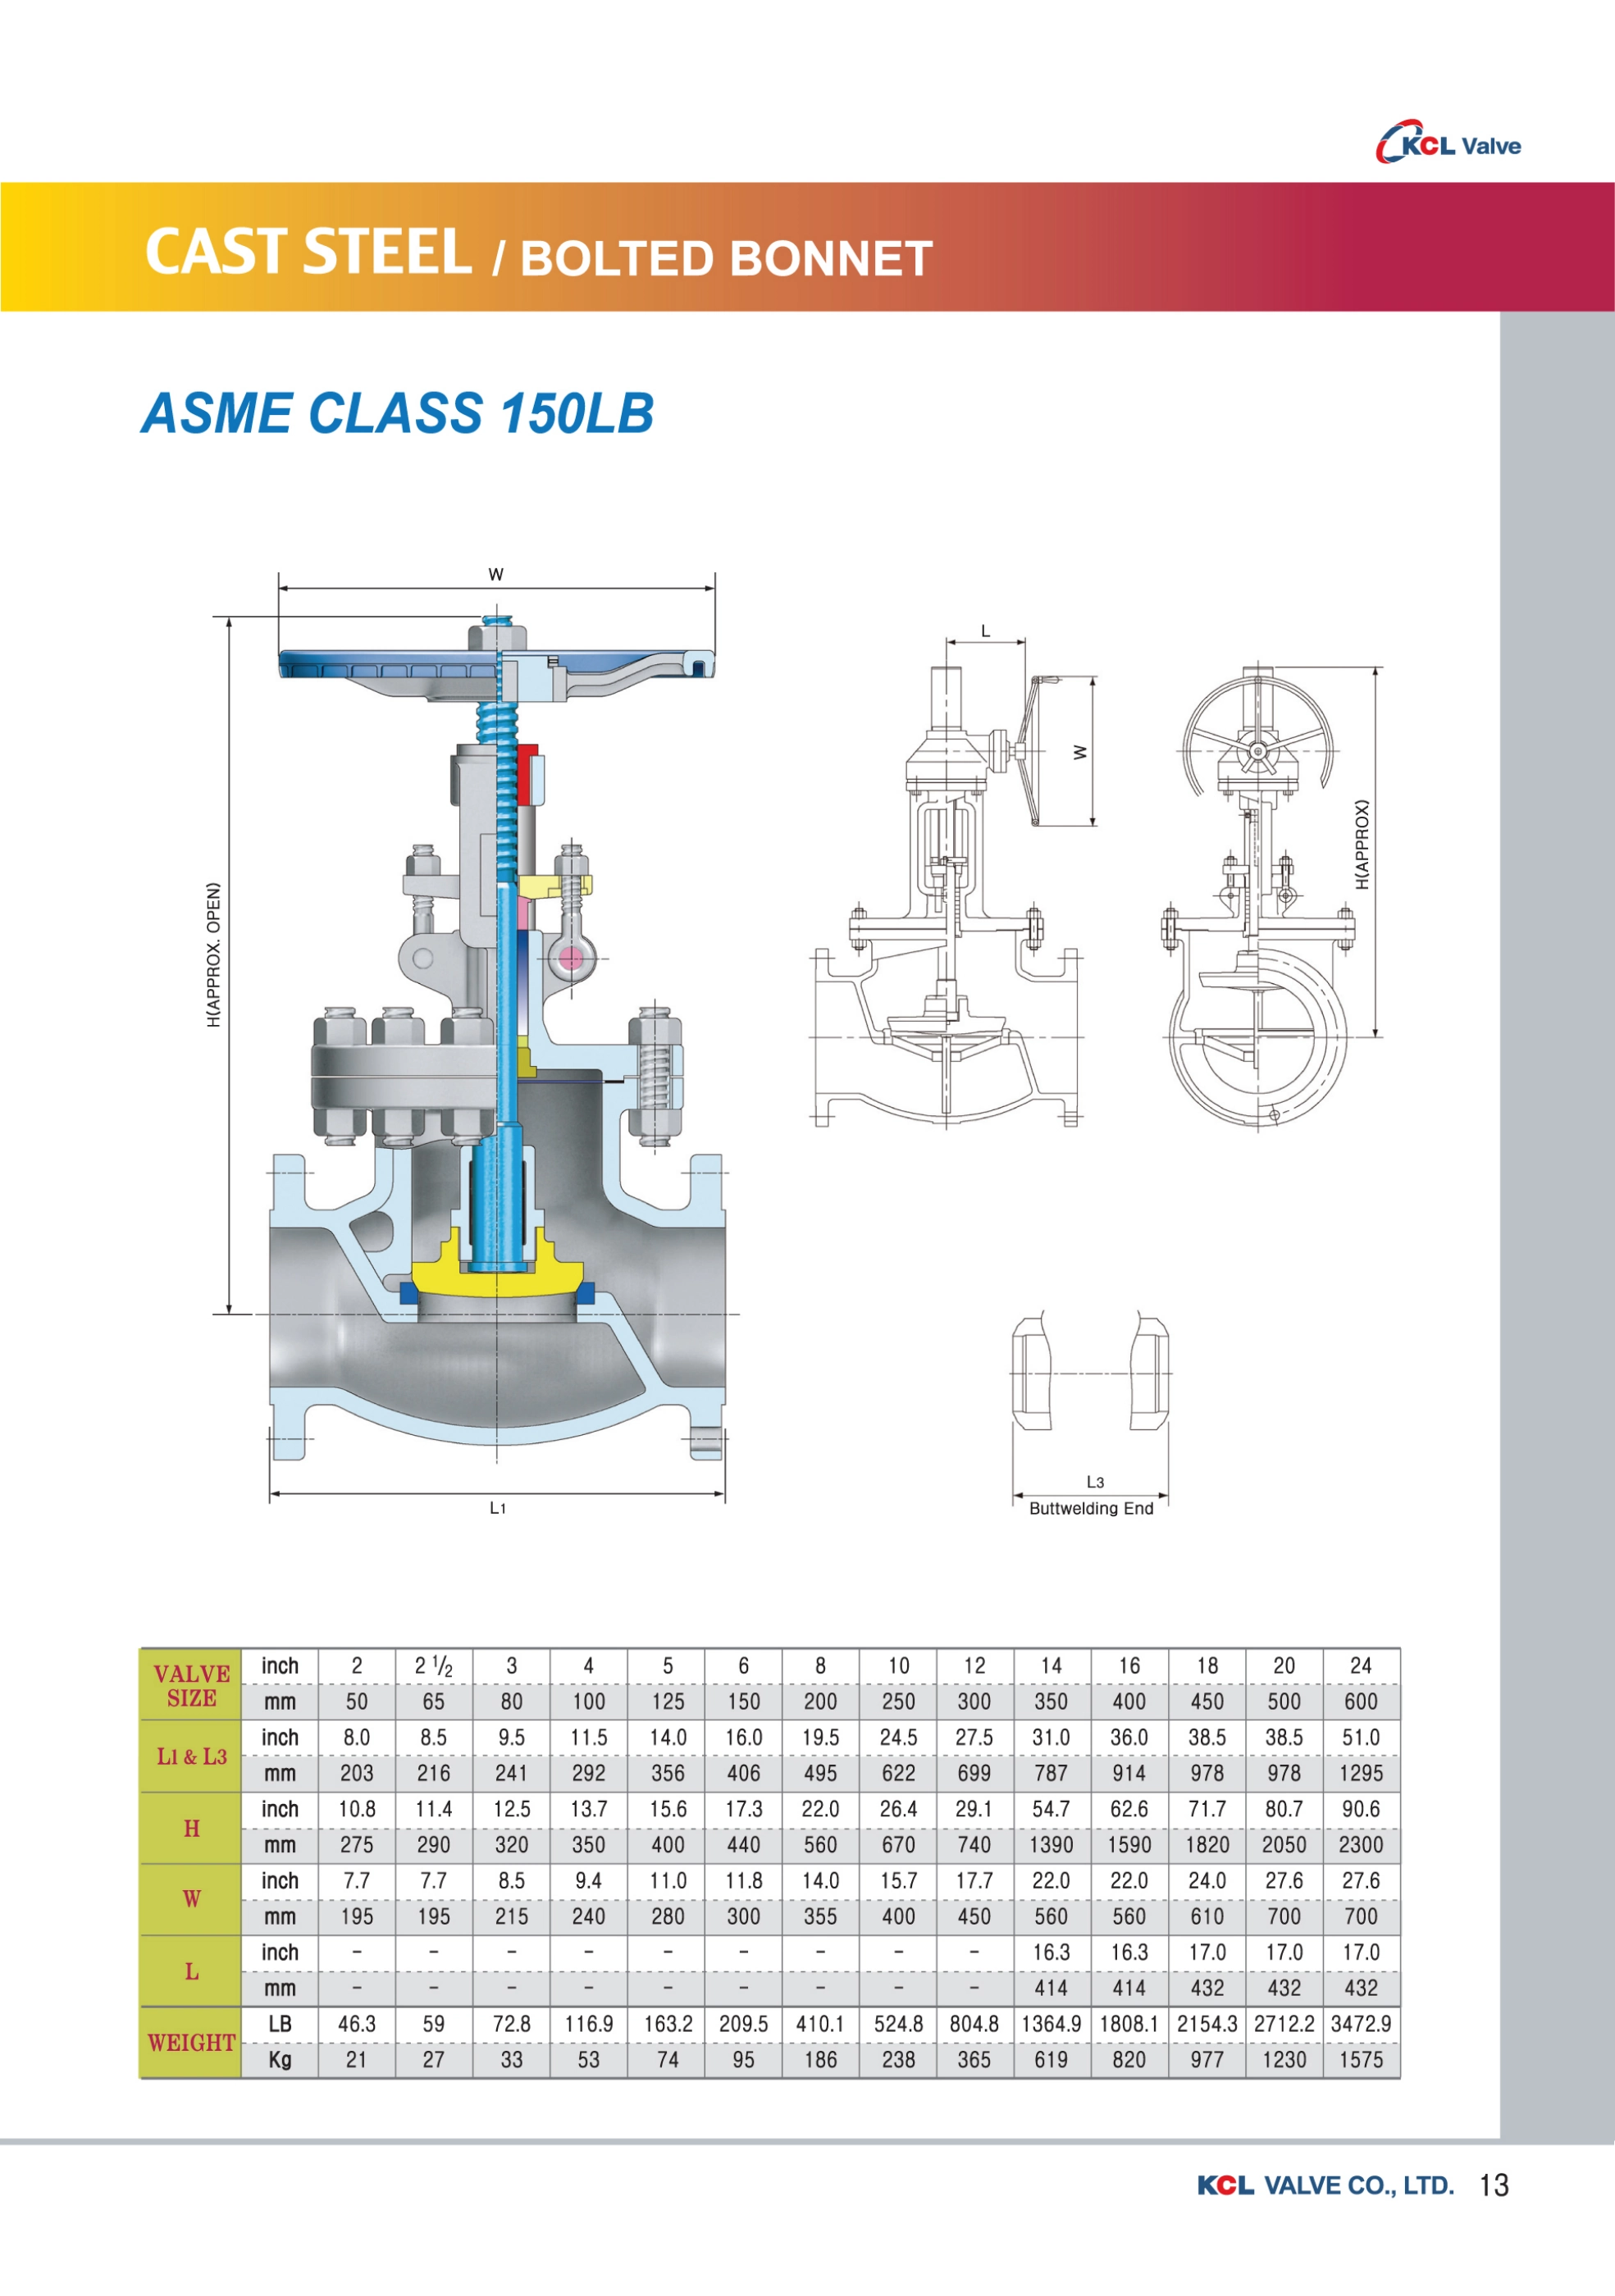 KCL Valve
CAST STEEL / BOLTED BONNET
ASME CLASS 150LB
W
L
W
H(APPROX)
H(APPROX. OPEN)
L1
L3
Buttwelding End
VALVE SIZE inch 2 2 1/2 3 4 5 6 8 10 12 14 16 18 20 24
mm 50 65 80 100 125 150 200 250 300 350 400 450 500 600
L1 & L3 inch 8.0 8.5 9.5 11.5 14.0 16.0 19.5 24.5 27.5 31.0 36.0 38.5 38.5 51.0
mm 203 216 241 292 356 406 495 622 699 787 914 978 978 1295
H inch 10.8 11.4 12.5 13.7 15.6 17.3 22.0 26.4 29.1 54.7 62.6 71.7 80.7 90.6
mm 275 290 320 350 400 440 560 670 740 1390 1590 1820 2050 2300
W inch 7.7 7.7 8.5 9.4 11.0 11.8 14.0 15.7 17.7 22.0 22.0 24.0 27.6 27.6
mm 195 195 215 240 280 300 355 400 450 560 560 610 700 700
L inch - - - - - - - - - 16.3 16.3 17.0 17.0 17.0
mm - - - - - - - - - 414 414 432 432 432
WEIGHT LB 46.3 59 72.8 116.9 163.2 209.5 410.1 524.8 804.8 1364.9 1808.1 2154.3 2712.2 3472.9
Kg 21 27 33 53 74 95 186 238 365 619 820 977 1230 1575
KCL VALVE CO., LTD. 13